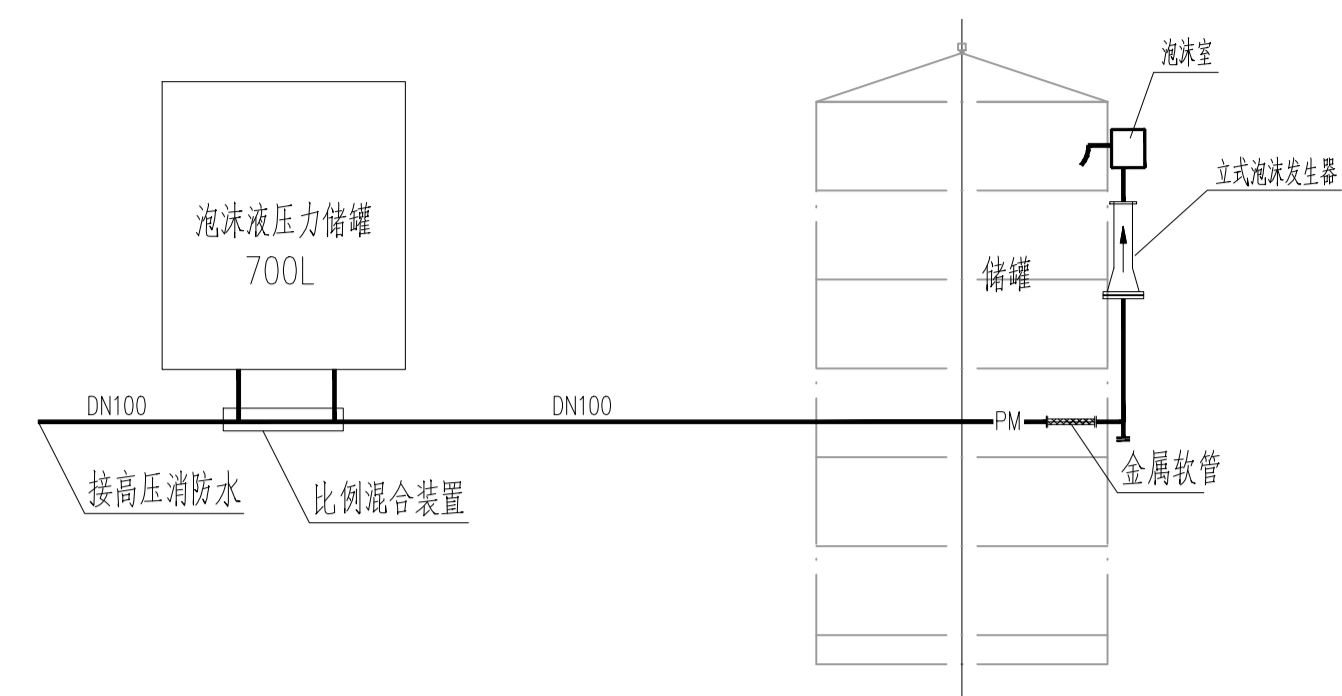 泡沫室
立式泡沫发生器
泡沫液压力储罐
700L
储罐
DN100
DN100
PM
金属软管
接高压消防水
比例混合装置